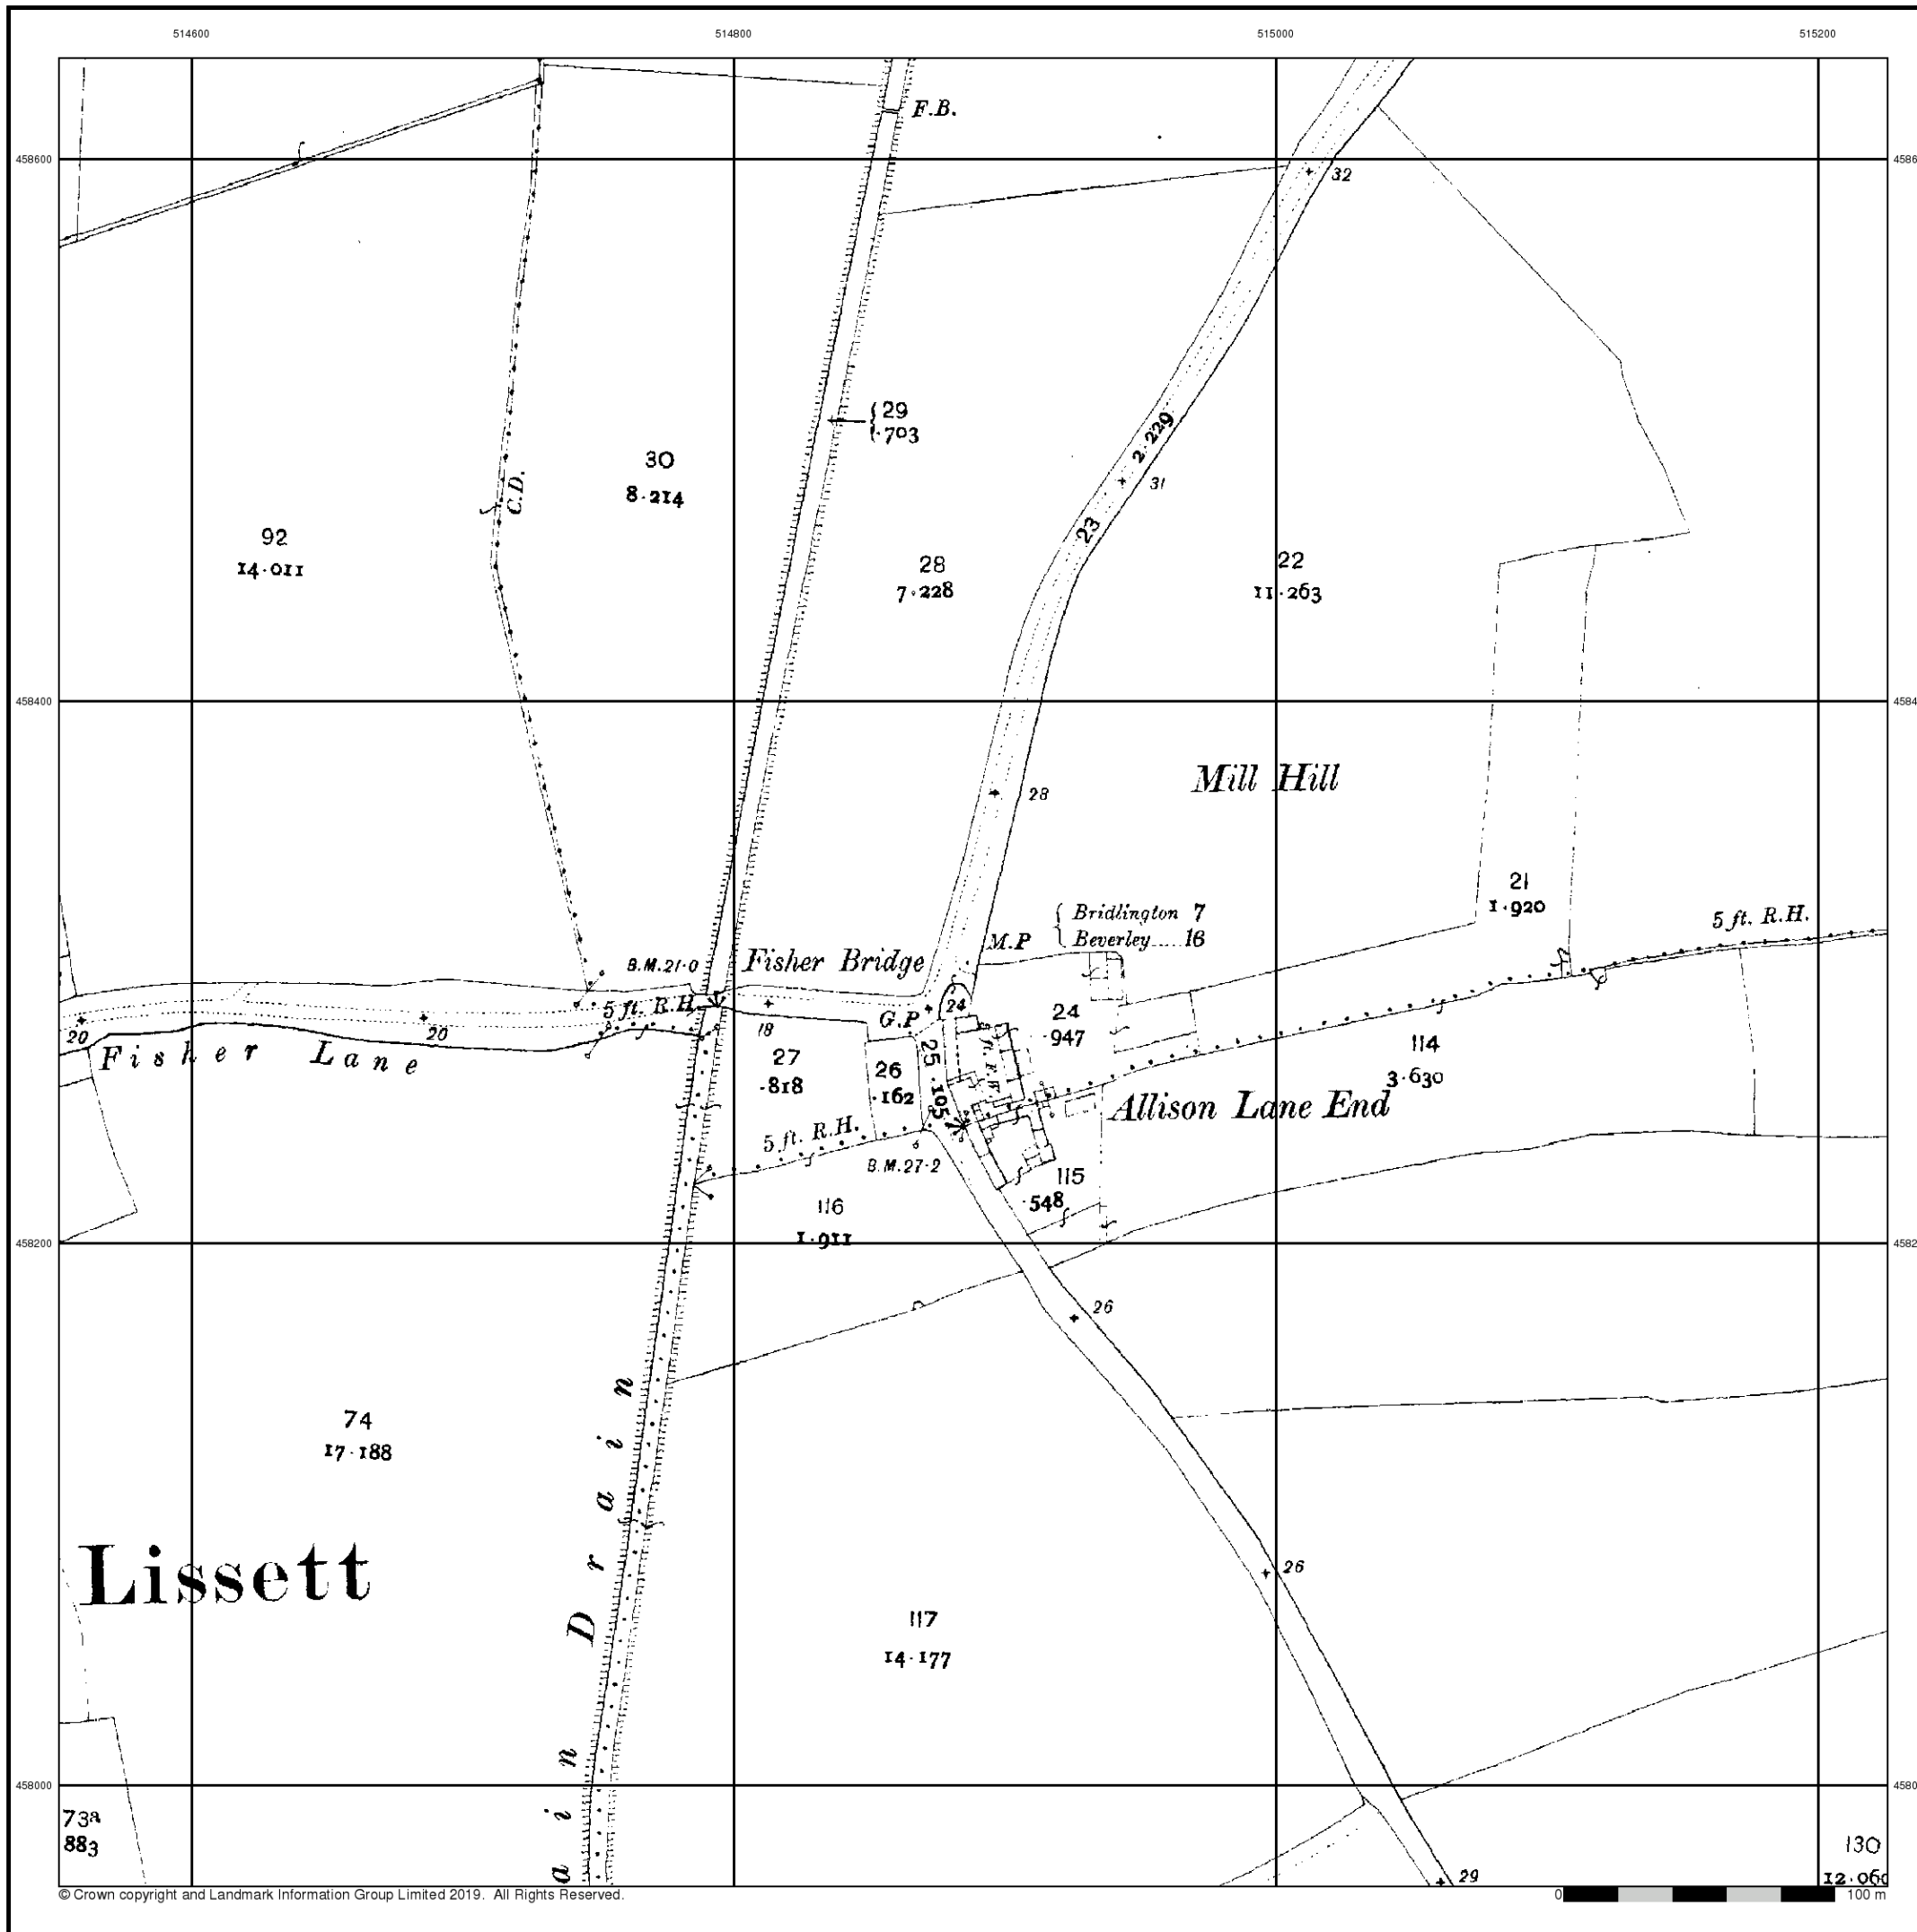 514600
514800
515000
515200
F.B.
458600
32
29
.703
2.229
31
30
8.214
C.D.
23
92
14.011
28
7.228
22
11.263
458400
28
Mill Hill
21
1.920
5 ft. R.H.
Bridlington 7
Beverley.....16
M.P
B.M.21.0
Fisher Bridge
5 ft. R.H.
G.P
24
24
.947
18
20
20
Fisher Lane
27
.818
26
.162
25
.105
114
3.630
Allison Lane End
5 ft. R.H.
B.M.27.2
115
.548
116
1.911
458200
26
74
17.188
Lissett
26
117
14.177
ain Drain
458000
73a
883
130
12.060
29
© Crown copyright and Landmark Information Group Limited 2019. All Rights Reserved.
0 100 m